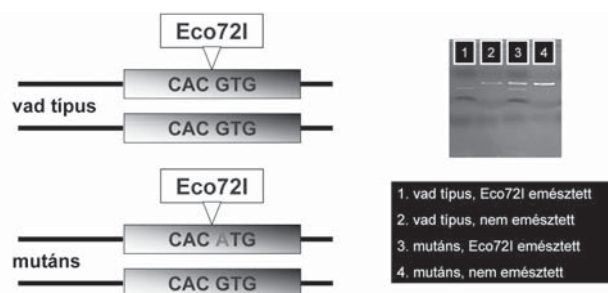 Eco72I
CAC GTG
vad típus
CAC GTG
Eco72I
CAC ATG
mutáns
CAC GTG
1 2 3 4
1. vad típus, Eco72I emésztett
2. vad típus, nem emésztett
3. mutáns, Eco72I emésztett
4. mutáns, nem emésztett